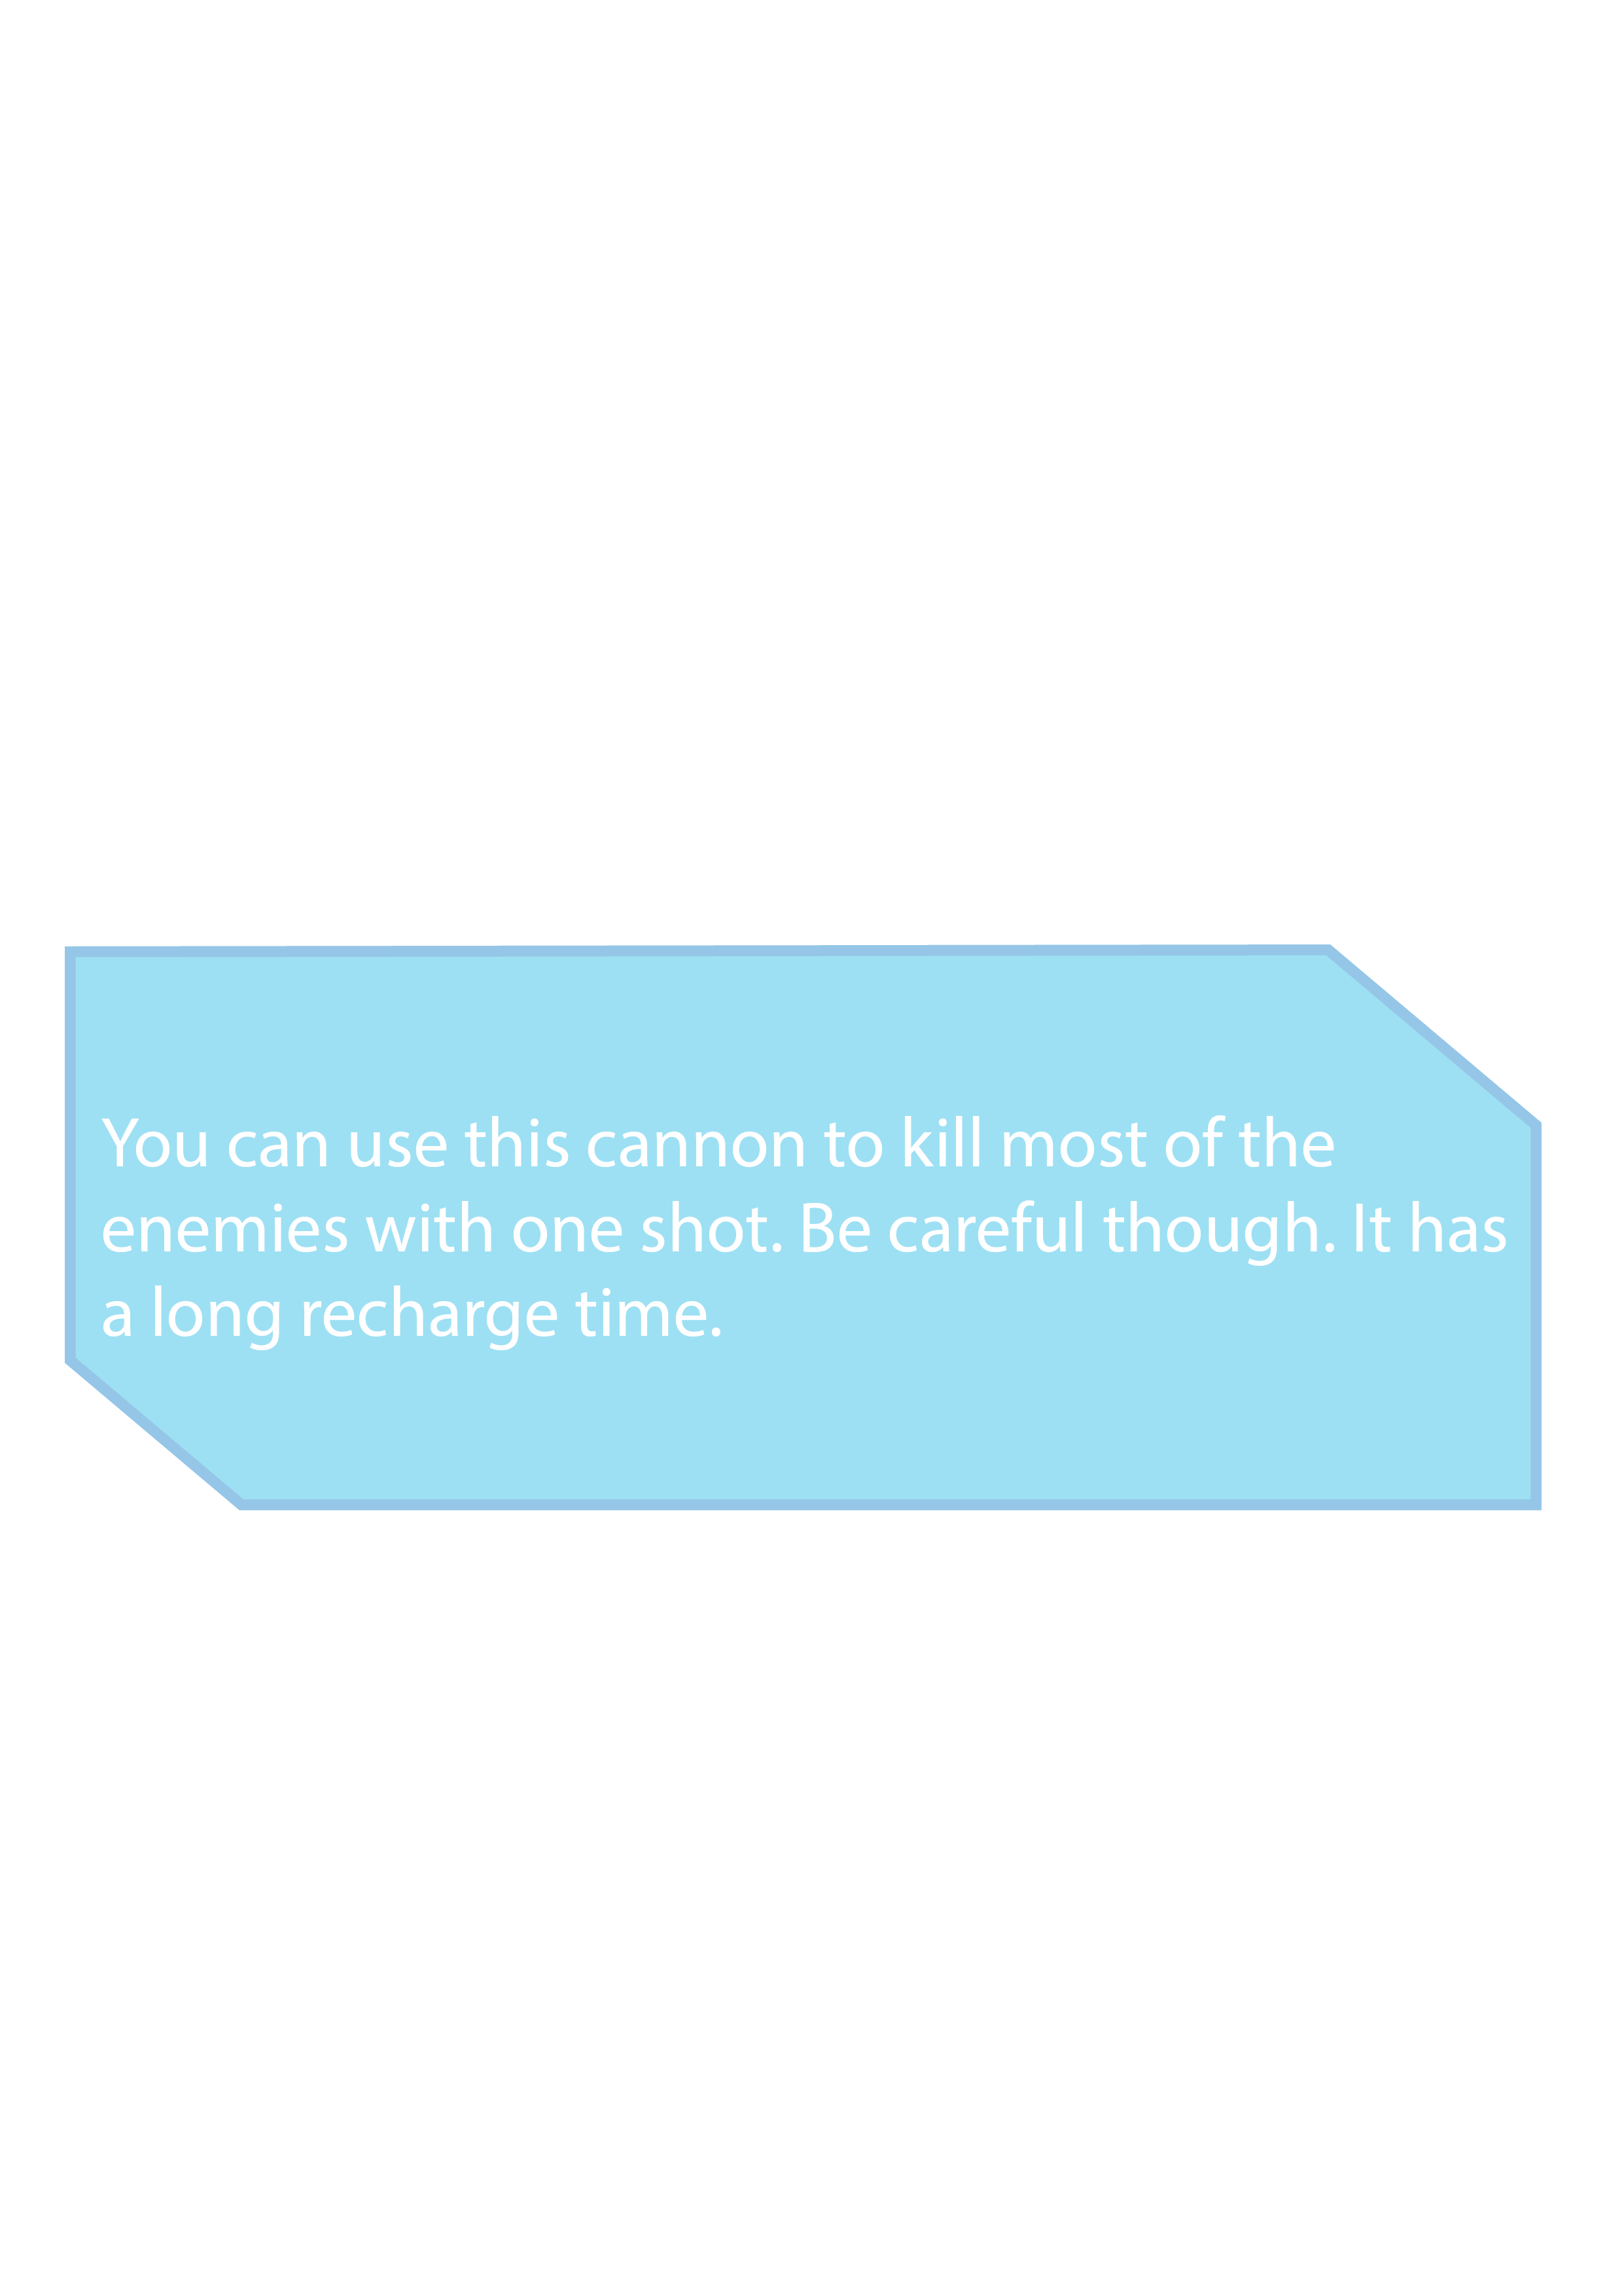 You can use this cannon to kill most of the
enemies with one shot. Be careful though. It has
a long recharge time.